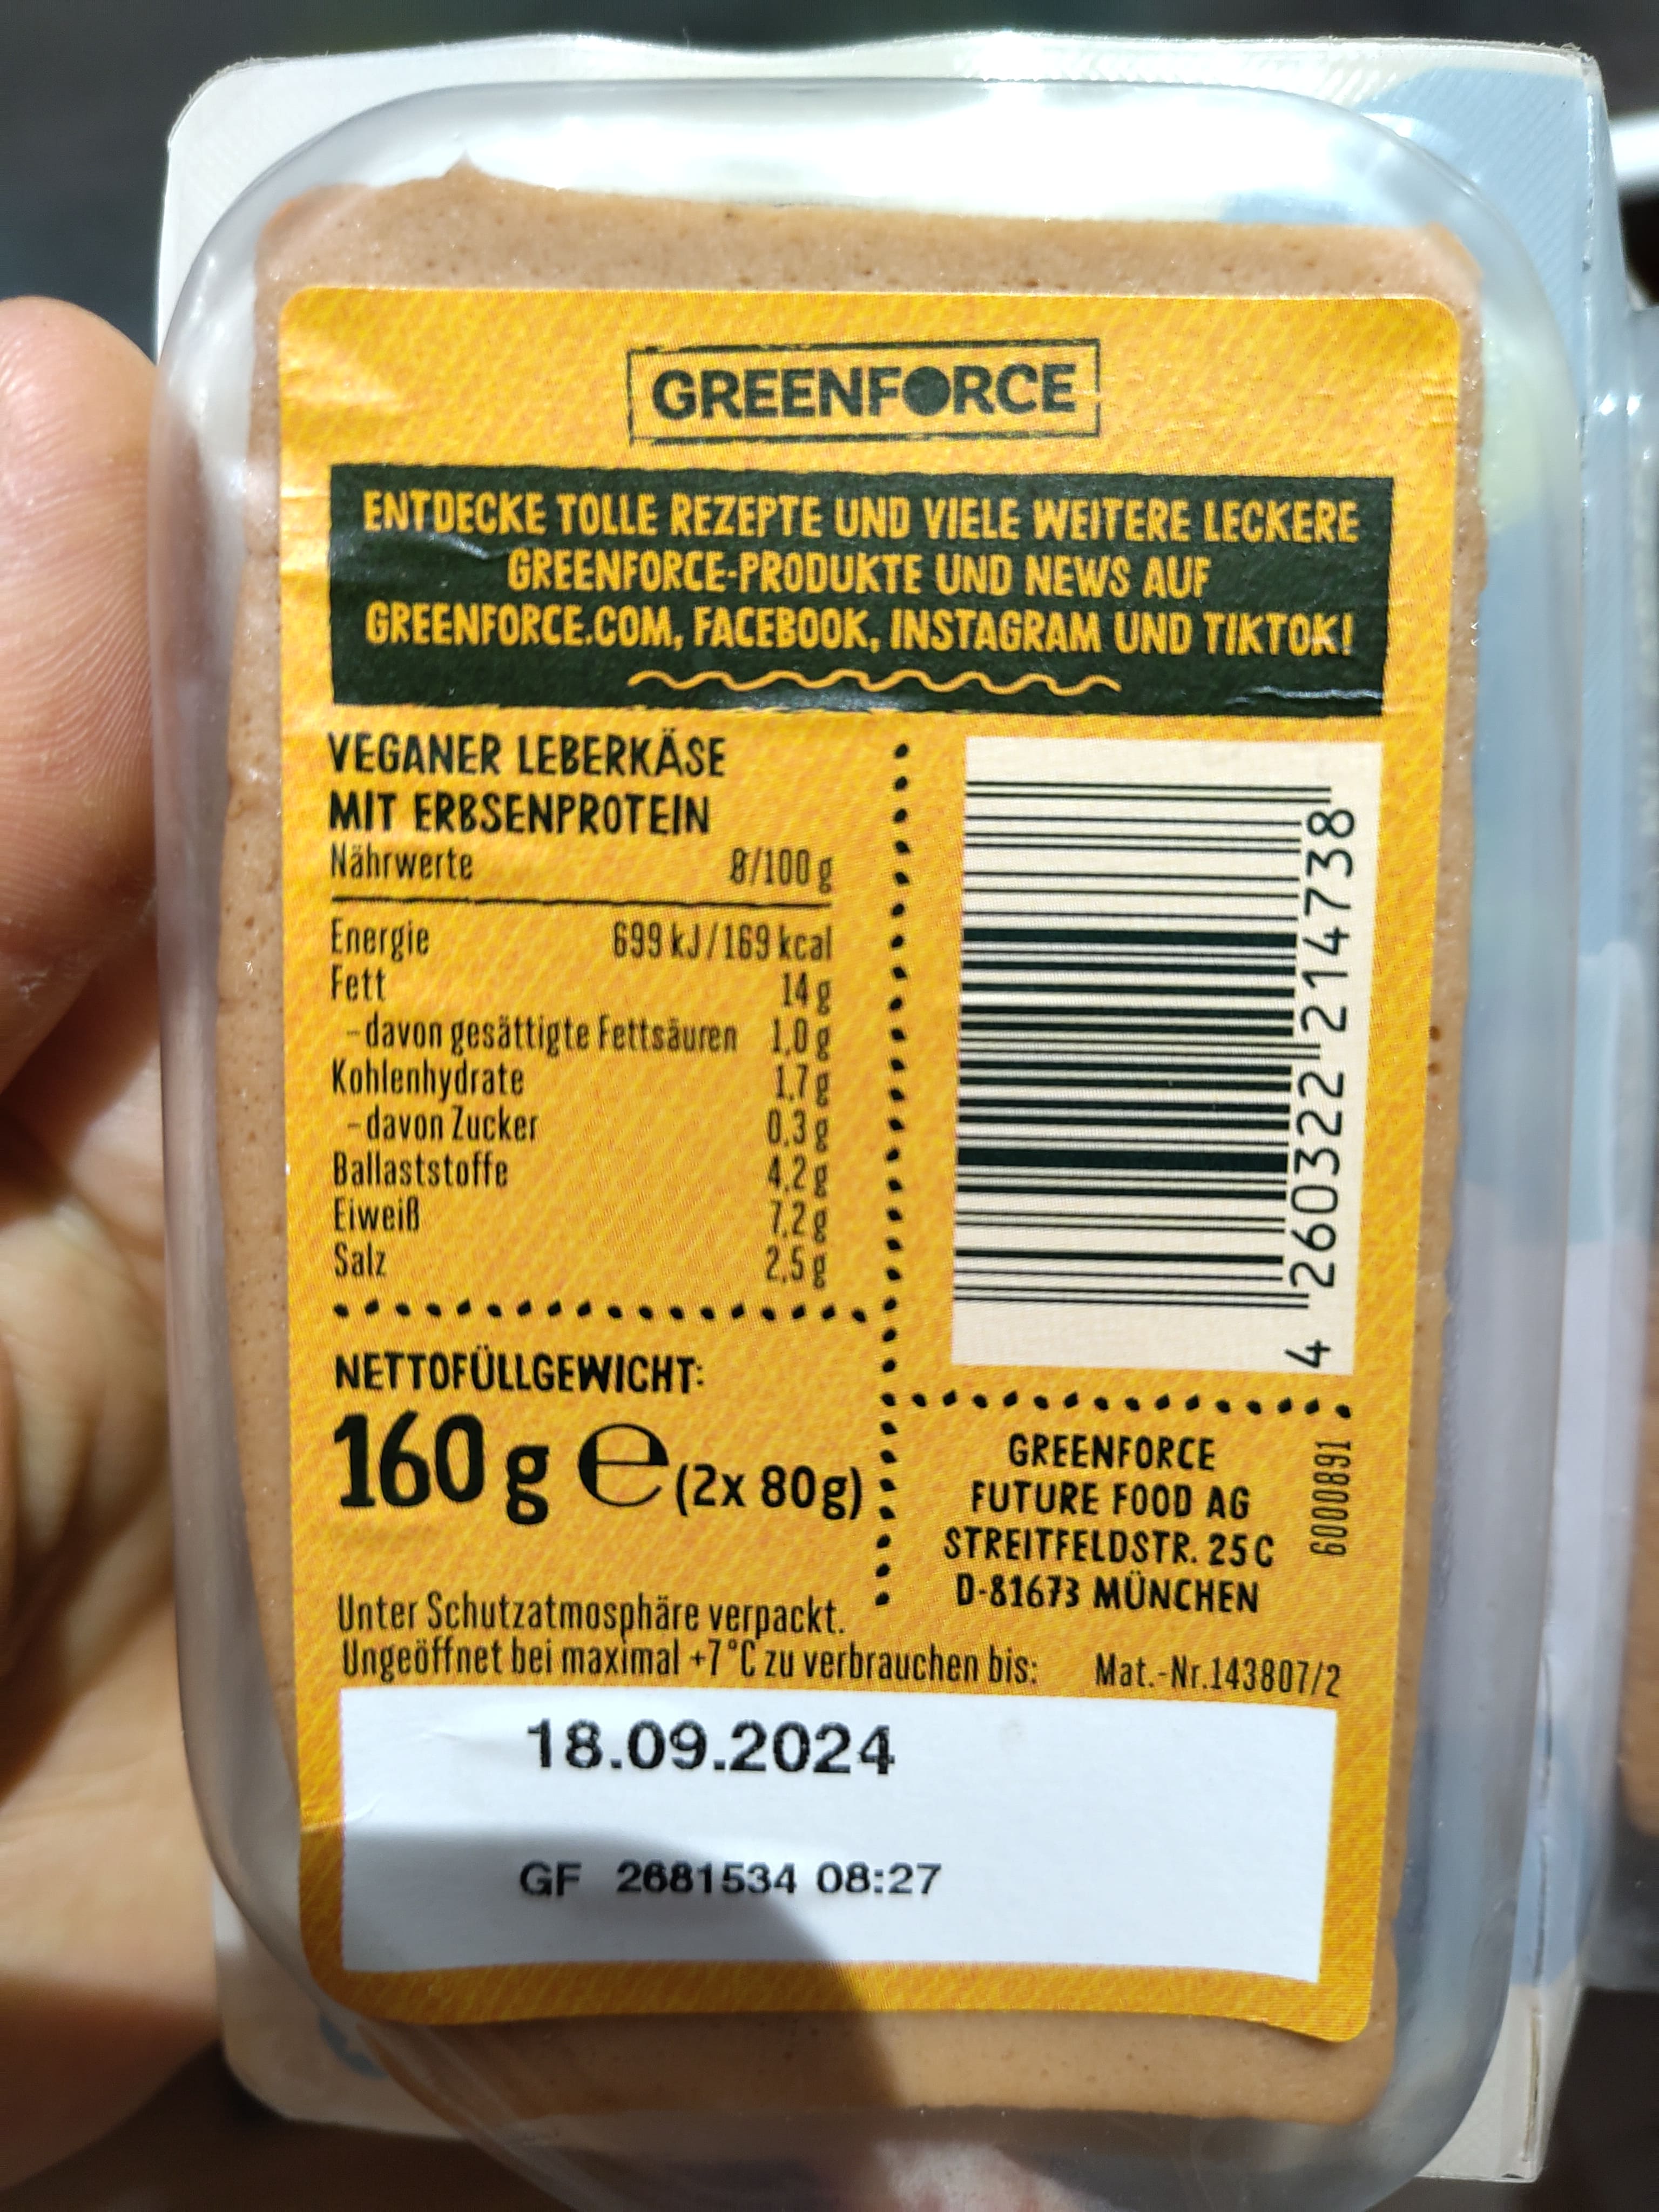 GREENFORCE
ENTDECKE TOLLE REZEPTE UND VIELE WEITERE LECKERE
GREENFORCE-PRODUKTE UND NEWS AUF
GREENFORCE.COM, FACEBOOK, INSTAGRAM UND TIKTOK!
VEGANER LEBERKÄSE
MIT ERBSENPROTEIN
Nährwerte Ø/100 g
Energie 699 kJ/169 kcal
Fett 14 g
- davon gesättigte Fettsäuren 1,0 g
Kohlenhydrate 1,7 g
- davon Zucker 0,3 g
Ballaststoffe 4,2 g
Eiweiß 7,2 g
Salz 2,5 g
NETTOFÜLLGEWICHT:
160 g ℮ (2x 80g)
4 260322 214738
GREENFORCE
FUTURE FOOD AG
STREITFELDSTR. 25 C
D-81673 MÜNCHEN
6000891
Unter Schutzatmosphäre verpackt.
Ungeöffnet bei maximal +7°C zu verbrauchen bis: Mat.-Nr.143807/2
18.09.2024
GF 2681534 08:27